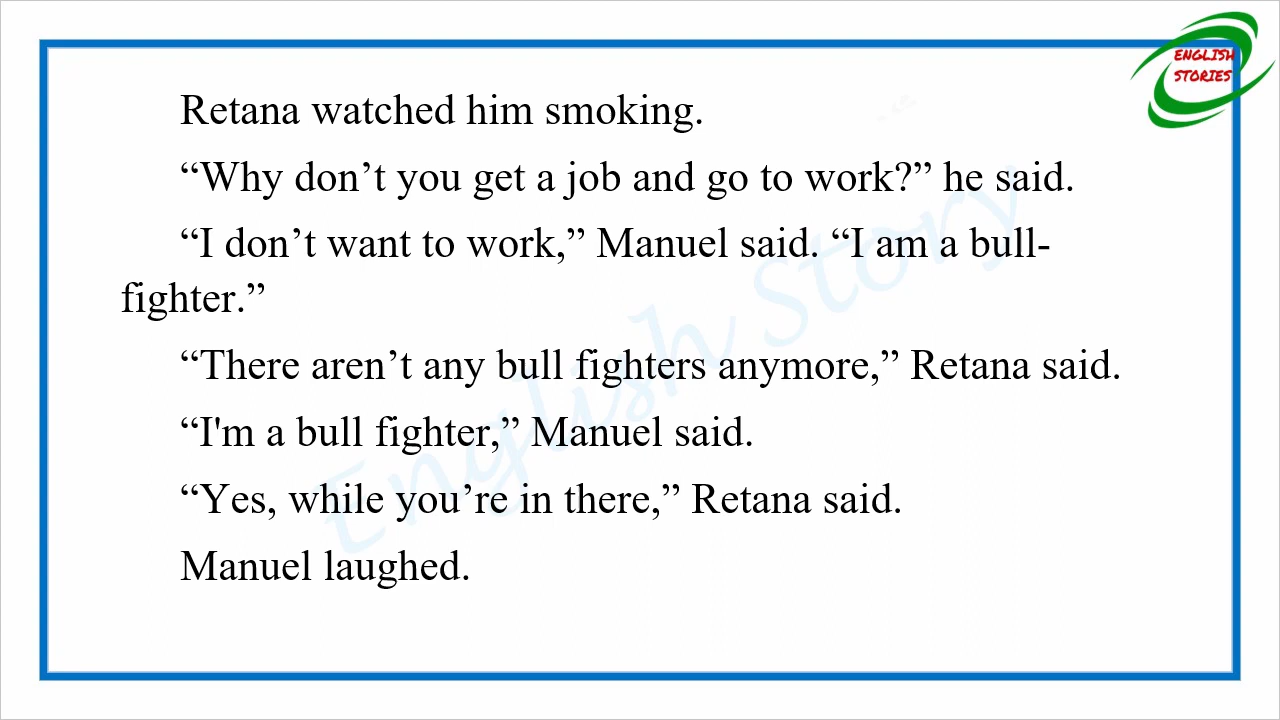 ENGLISH
STORIES
Retana watched him smoking.
“Why don’t you get a job and go to work?” he said.
“I don’t want to work,” Manuel said. “I am a bull-
fighter.”
“There aren’t any bull fighters anymore,” Retana said.
“I'm a bull fighter,” Manuel said.
“Yes, while you’re in there,” Retana said.
Manuel laughed.
English Story